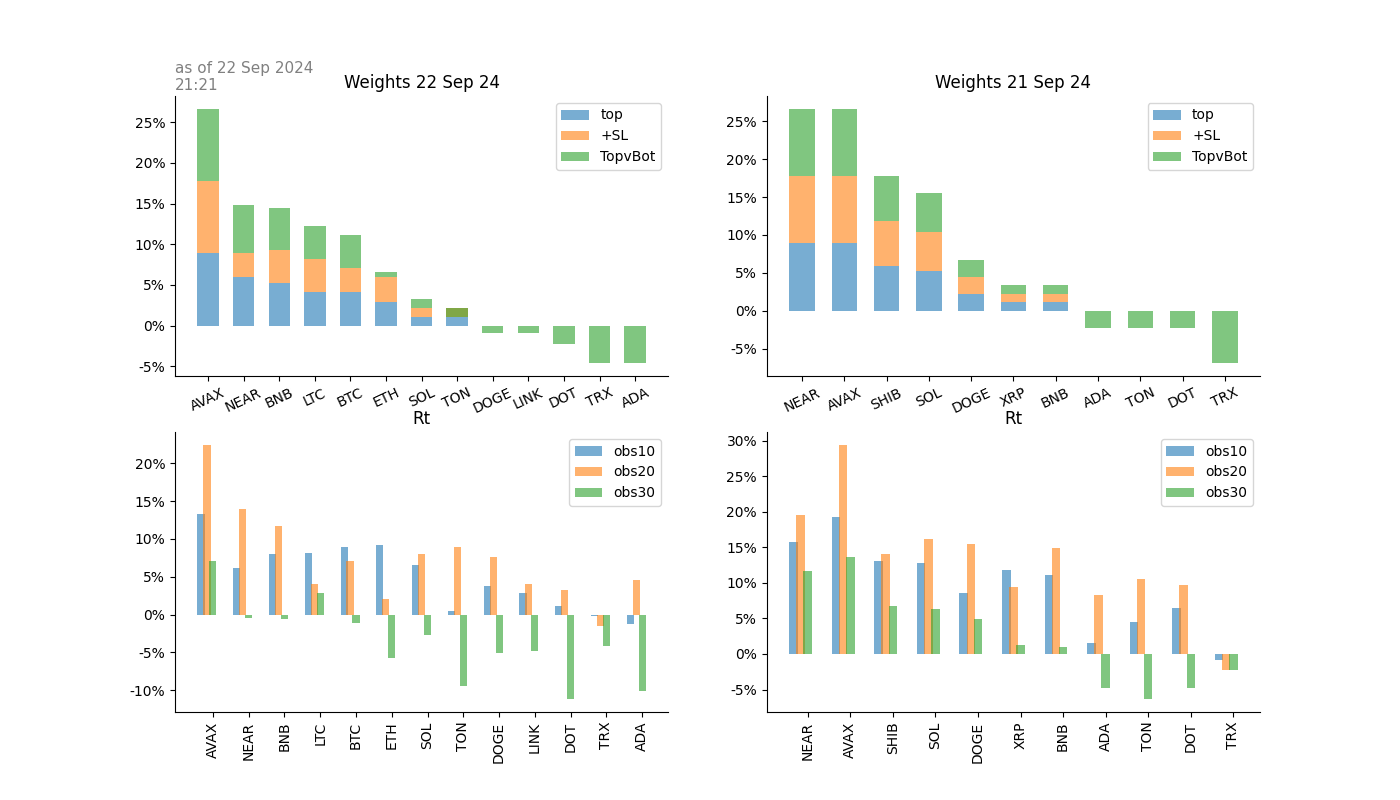 as of 22 Sep 2024
21:21
Weights 22 Sep 24
25%
20%
15%
10%
5%
0%
-5%
top
+SL
TopvBot
AVAX NEAR BNB LTC BTC ETH SOL TON DOGE LINK DOT TRX ADA
Weights 21 Sep 24
25%
20%
15%
10%
5%
0%
-5%
top
+SL
TopvBot
NEAR AVAX SHIB SOL DOGE XRP BNB ADA TON DOT TRX
Rt
20%
15%
10%
5%
0%
-5%
-10%
obs10
obs20
obs30
AVAX NEAR BNB LTC BTC ETH SOL TON DOGE LINK DOT TRX ADA
Rt
30%
25%
20%
15%
10%
5%
0%
-5%
obs10
obs20
obs30
NEAR AVAX SHIB SOL DOGE XRP BNB ADA TON DOT TRX